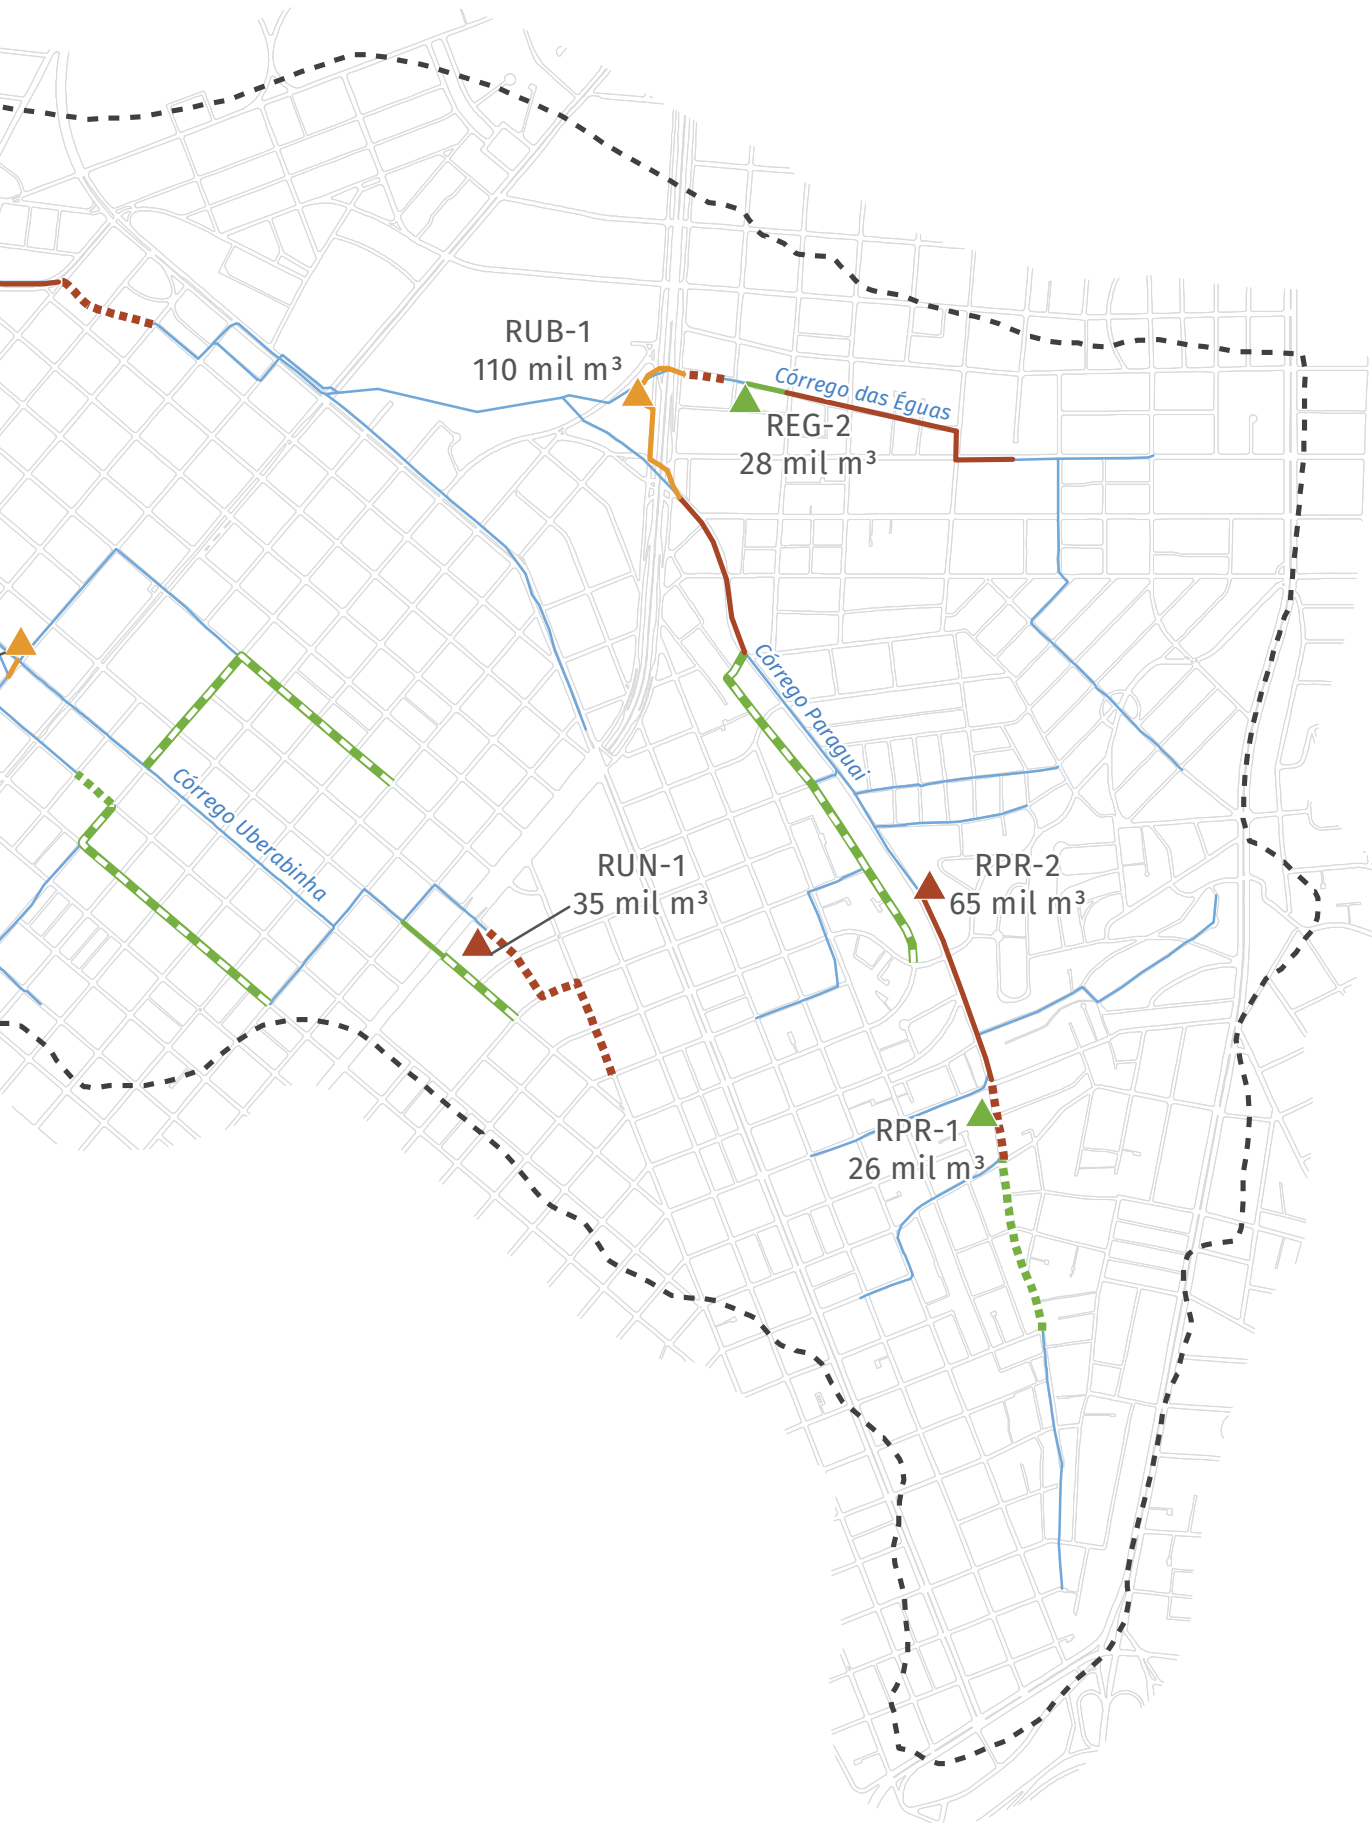 RUB-1
110 mil m³
Córrego das Éguas
REG-2
28 mil m³
Córrego Paraguai
Córrego Uberabinha
RUN-1
35 mil m³
RPR-2
65 mil m³
RPR-1
26 mil m³